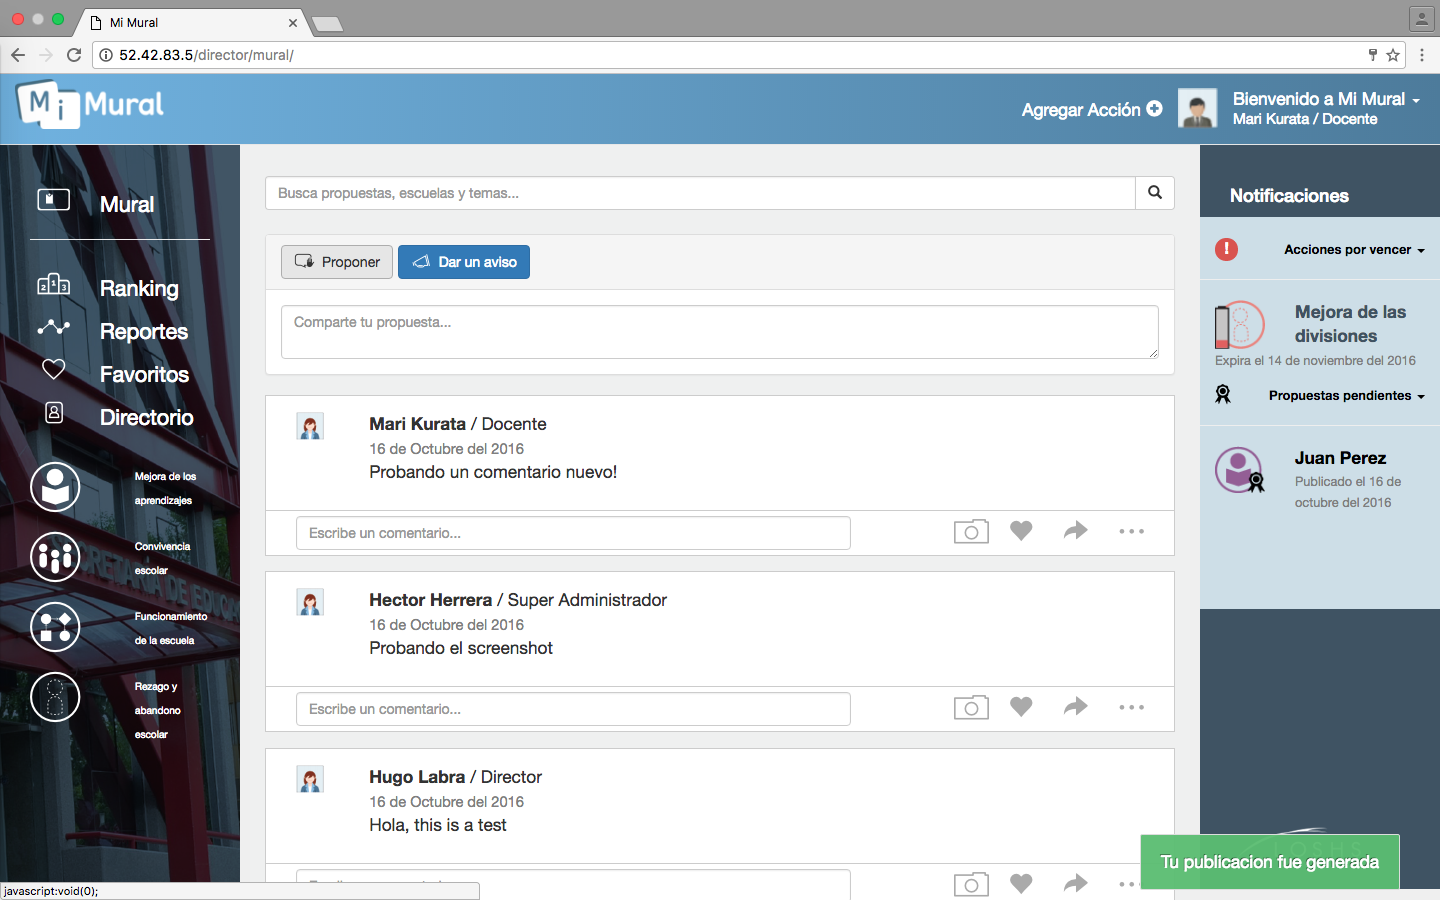 Mi Mural
52.42.83.5/director/mural/
Mi Mural
Agregar Acción
Bienvenido a Mi Mural
Mari Kurata / Docente
Mural
Ranking
Reportes
Favoritos
Directorio
Mejora de los
aprendizajes
Convivencia
escolar
Funcionamiento
de la escuela
Rezago y
abandono
escolar
Busca propuestas, escuelas y temas...
Proponer
Dar un aviso
Comparte tu propuesta...
Mari Kurata / Docente
16 de Octubre del 2016
Probando un comentario nuevo!
Escribe un comentario...
Hector Herrera / Super Administrador
16 de Octubre del 2016
Probando el screenshot
Escribe un comentario...
Hugo Labra / Director
16 de Octubre del 2016
Hola, this is a test
Notificaciones
Acciones por vencer
Mejora de las
divisiones
Expira el 14 de noviembre del 2016
Propuestas pendientes
Juan Perez
Publicado el 16 de
octubre del 2016
Tu publicacion fue generada
javascript:void(0);